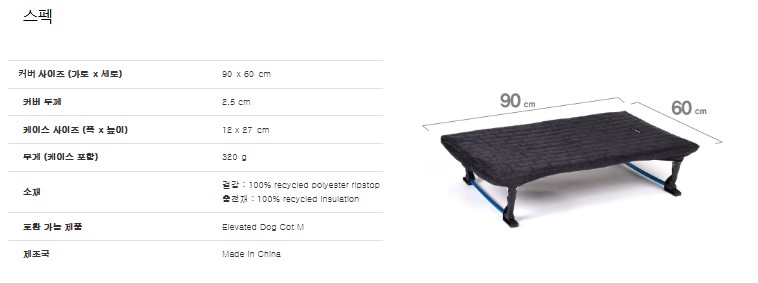 스펙
커버 사이즈 (가로 x 세로) 90 x 60 cm
커버 두께 2.5 cm
케이스 사이즈 (폭 x 높이) 12 x 27 cm
무게 (케이스 포함) 320 g
소재 겉감 : 100% recycled polyester ripstop
충전재 : 100% recycled insulation
호환 가능 제품 Elevated Dog Cot M
제조국 Made in China
90 cm
60 cm